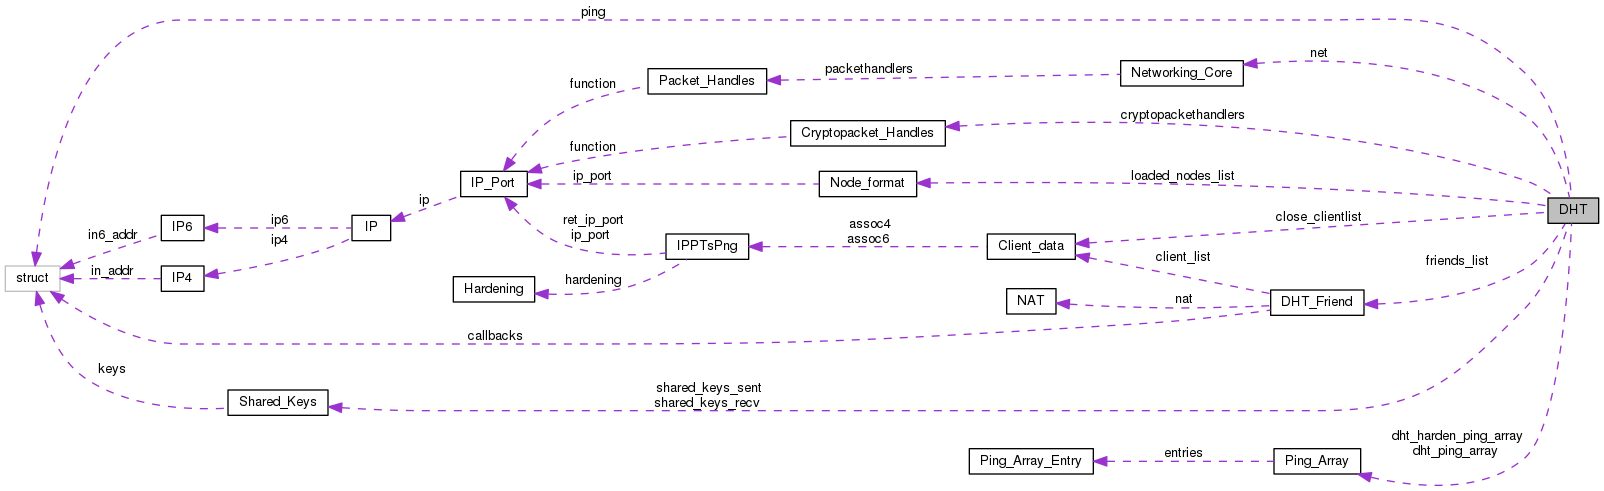 ping
net
Networking_Core
packethandlers
Packet_Handles
function
cryptopackethandlers
Cryptopacket_Handles
function
loaded_nodes_list
Node_format
ip_port
IP_Port
ip
DHT
close_clientlist
IP6
ip6
IP
ret_ip_port
ip_port
assoc4
assoc6
in6_addr
ip4
IPPTsPng
Client_data
client_list
friends_list
struct
in_addr
IP4
Hardening
hardening
NAT
nat
DHT_Friend
callbacks
keys
Shared_Keys
shared_keys_sent
shared_keys_recv
dht_harden_ping_array
dht_ping_array
Ping_Array_Entry
entries
Ping_Array